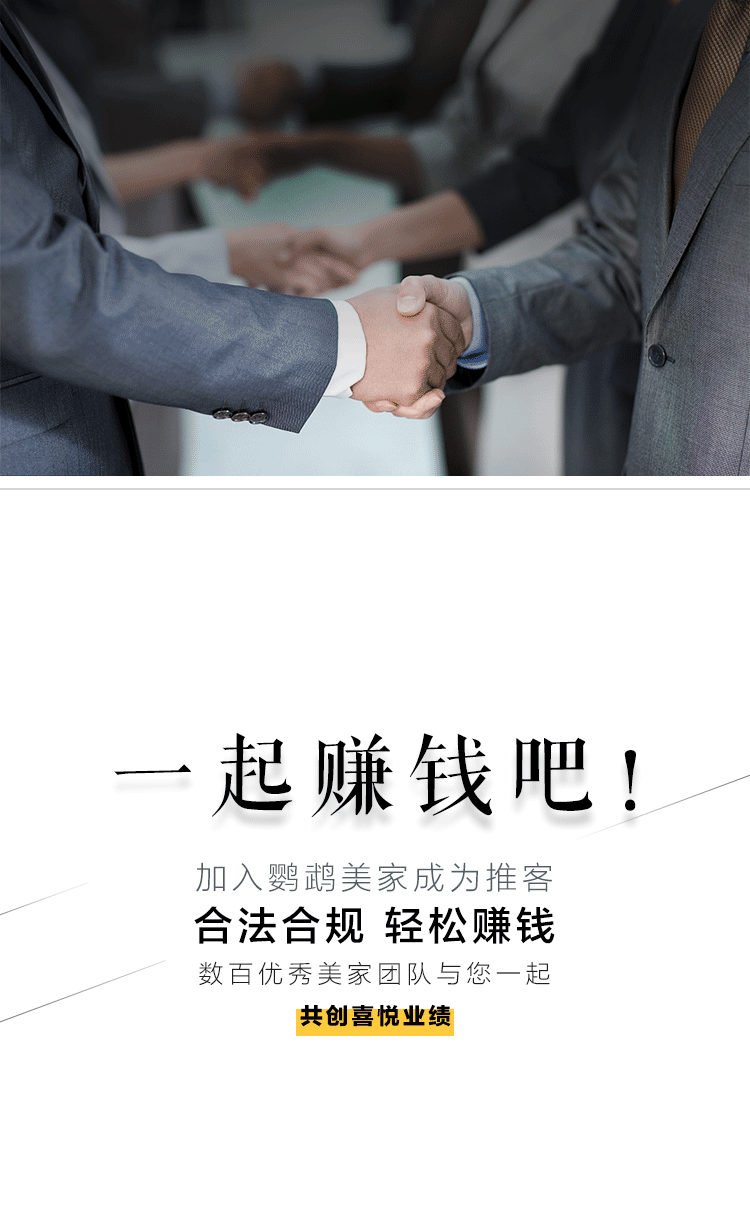 一起赚钱吧!
加入鹦鹉美家成为推客
合法合规 轻松赚钱
数百优秀美家团队与您一起
共创喜悦业绩